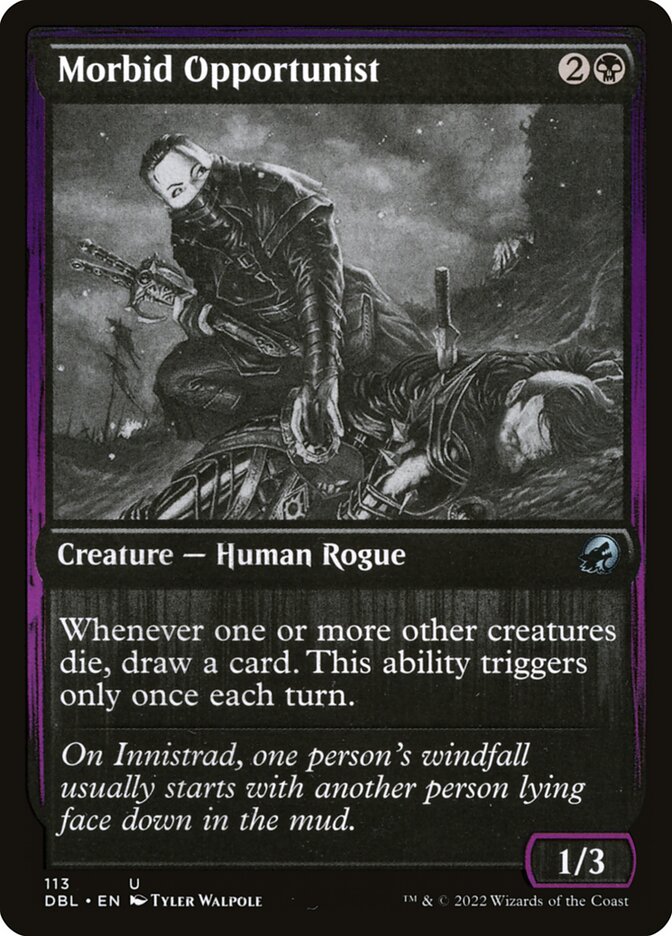 Morbid Opportunist 2
Creature — Human Rogue
Whenever one or more other creatures
die, draw a card. This ability triggers
only once each turn.
On Innistrad, one person's windfall
usually starts with another person lying
face down in the mud.
1/3
113 U
DBL • EN Tyler Walpole ™ & © 2022 Wizards of the Coast